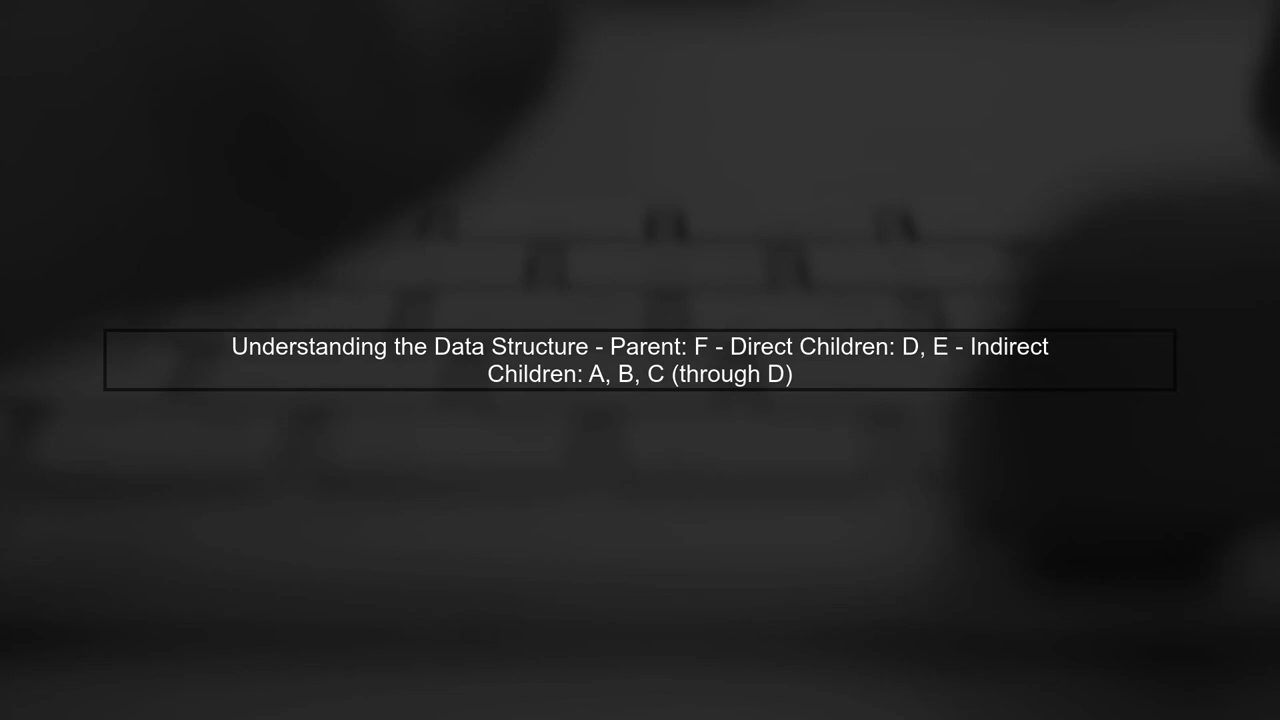 Understanding the Data Structure - Parent: F - Direct Children: D, E - Indirect
Children: A, B, C (through D)